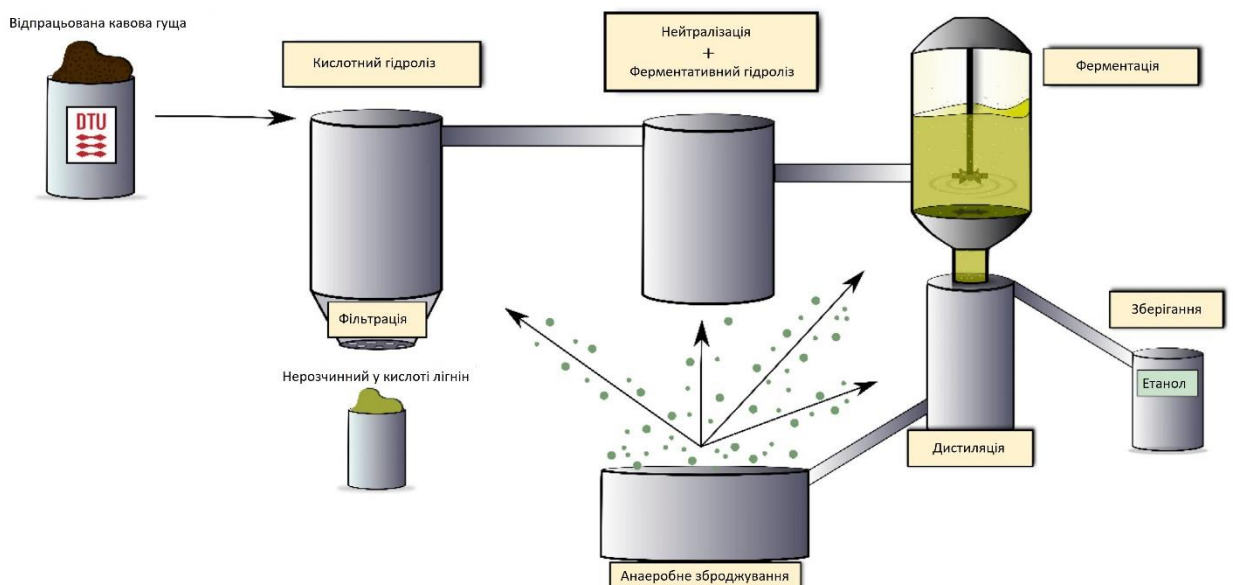 Відпрацьована кавова гуща
DTU
Кислотний гідроліз
Нейтралізація
+
Ферментативний гідроліз
Ферментація
Фільтрація
Нерозчинний у кислоті лігнін
Зберігання
Етанол
Дистиляція
Анаеробне зброджування